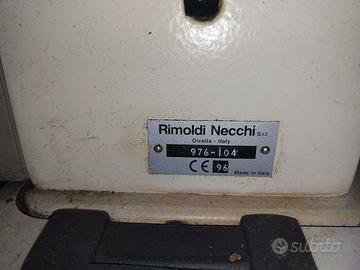 Rimoldi Necchi S.r.l.
Olcella - Italy
976-104
CE 96
Made in Italy
subito